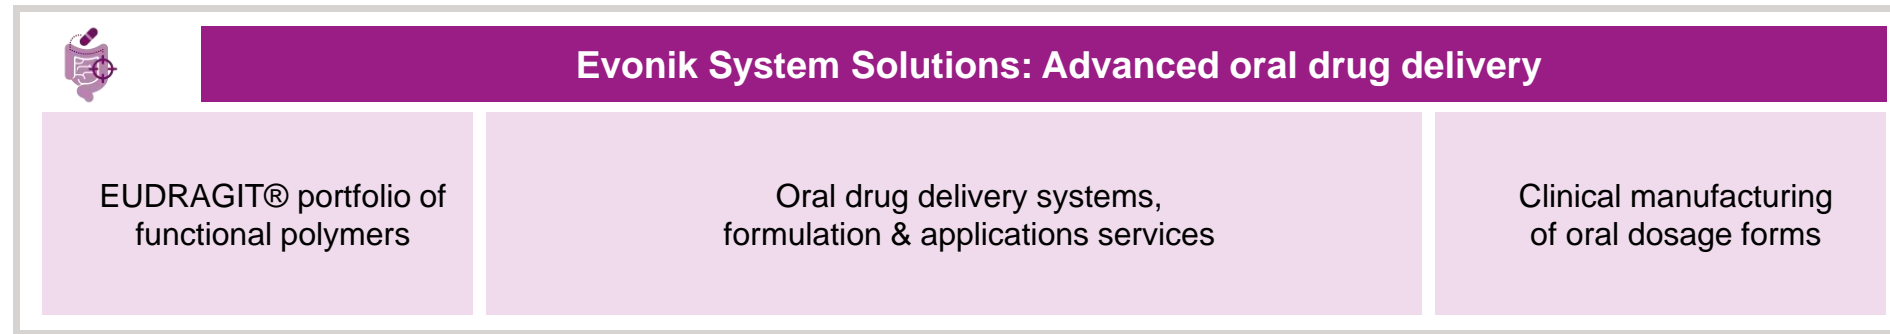 Evonik System Solutions: Advanced oral drug delivery
EUDRAGIT® portfolio of
functional polymers
Oral drug delivery systems,
formulation & applications services
Clinical manufacturing
of oral dosage forms